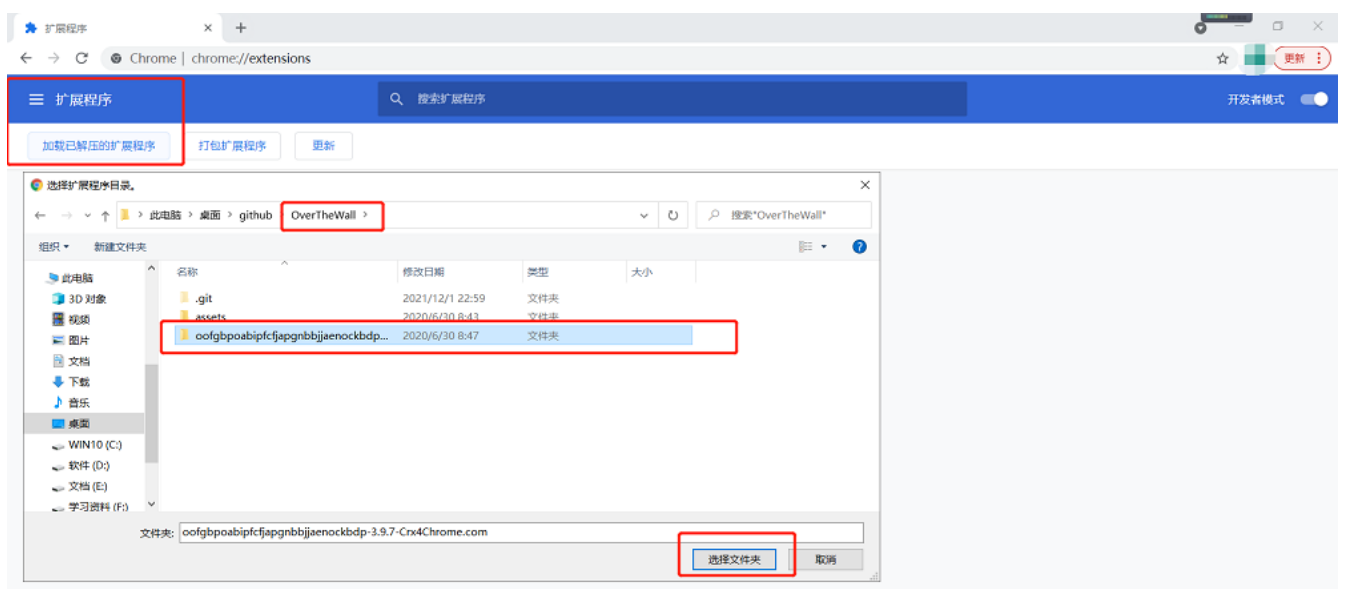 扩展程序
Chrome | chrome://extensions
更新
扩展程序
搜索扩展程序
开发者模式
加载已解压的扩展程序 打包扩展程序 更新
选择扩展程序目录。
此电脑 > 桌面 > github OverTheWall >
搜索"OverTheWall"
组织 新建文件夹
名称 修改日期 类型 大小
.git 2021/12/1 22:59 文件夹
assets 2020/6/30 8:43 文件夹
oofgbpoabipfcfjapgnbbjjaenockbdp... 2020/6/30 8:47 文件夹
此电脑
3D 对象
视频
图片
文档
下载
音乐
桌面
WIN10 (C:)
软件 (D:)
文档 (E:)
学习资料 (F:)
文件夹: oofgbpoabipfcfjapgnbbjjaenockbdp-3.9.7-Crx4Chrome.com
选择文件夹 取消